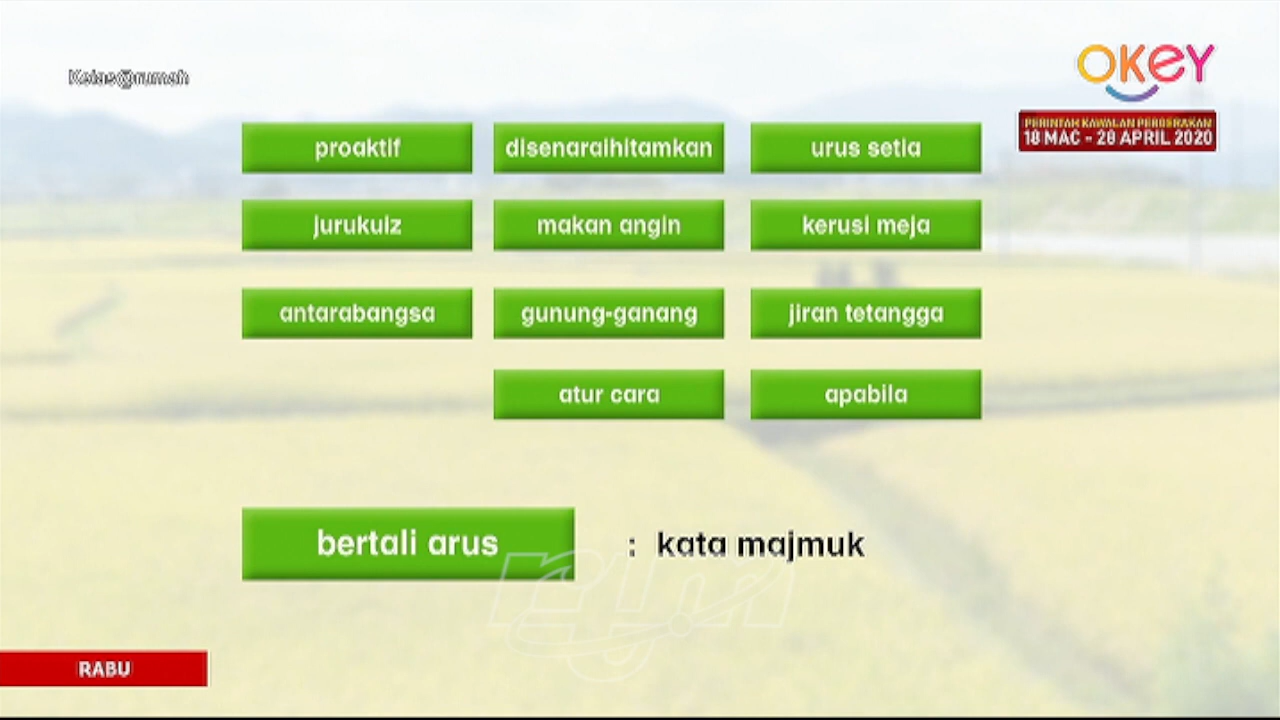 OKEY
Kelas@rumah
PERINTAH KAWALAN PERGERAKAN
18 MAC - 28 APRIL 2020
proaktif disenaraihitamkan urus setia
jurukuiz makan angin kerusi meja
antarabangsa gunung-ganang jiran tetangga
atur cara apabila
bertali arus : kata majmuk
rtm
RABU